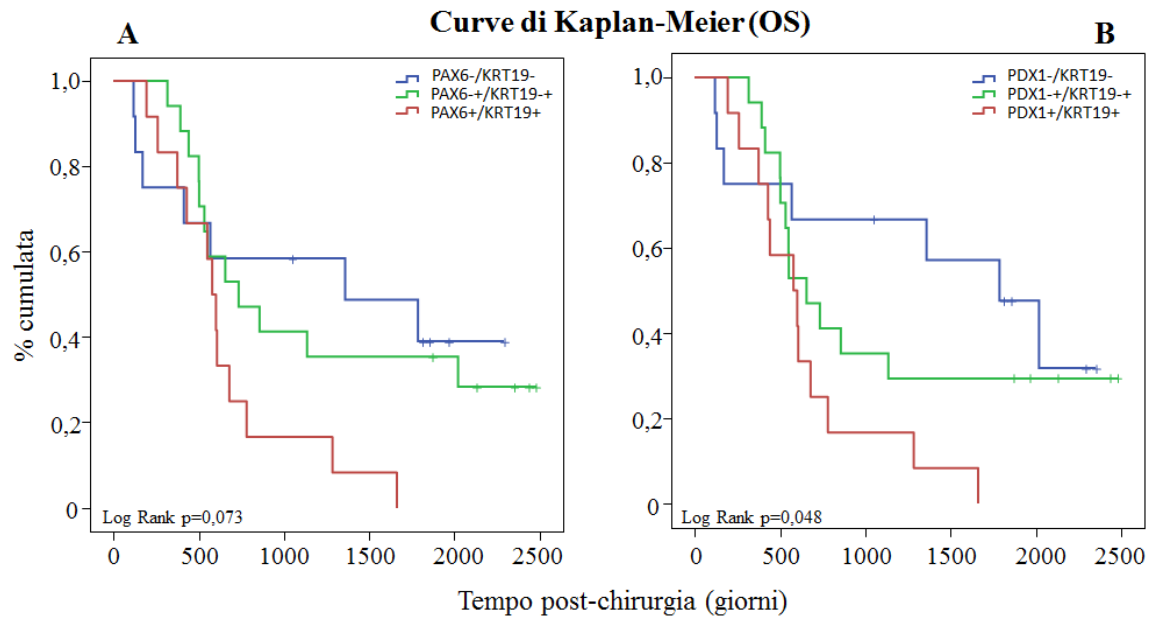 Curve di Kaplan-Meier (OS)
A
PAX6-/KRT19-
PAX6-+/KRT19-+
PAX6+/KRT19+
1,0
0,8
0,6
0,4
0,2
0
Log Rank p=0,073
0 500 1000 1500 2000 2500
B
PDX1-/KRT19-
PDX1-+/KRT19-+
PDX1+/KRT19+
1,0
0,8
0,6
0,4
0,2
0
Log Rank p=0,048
0 500 1000 1500 2000 2500
% cumulata
Tempo post-chirurgia (giorni)